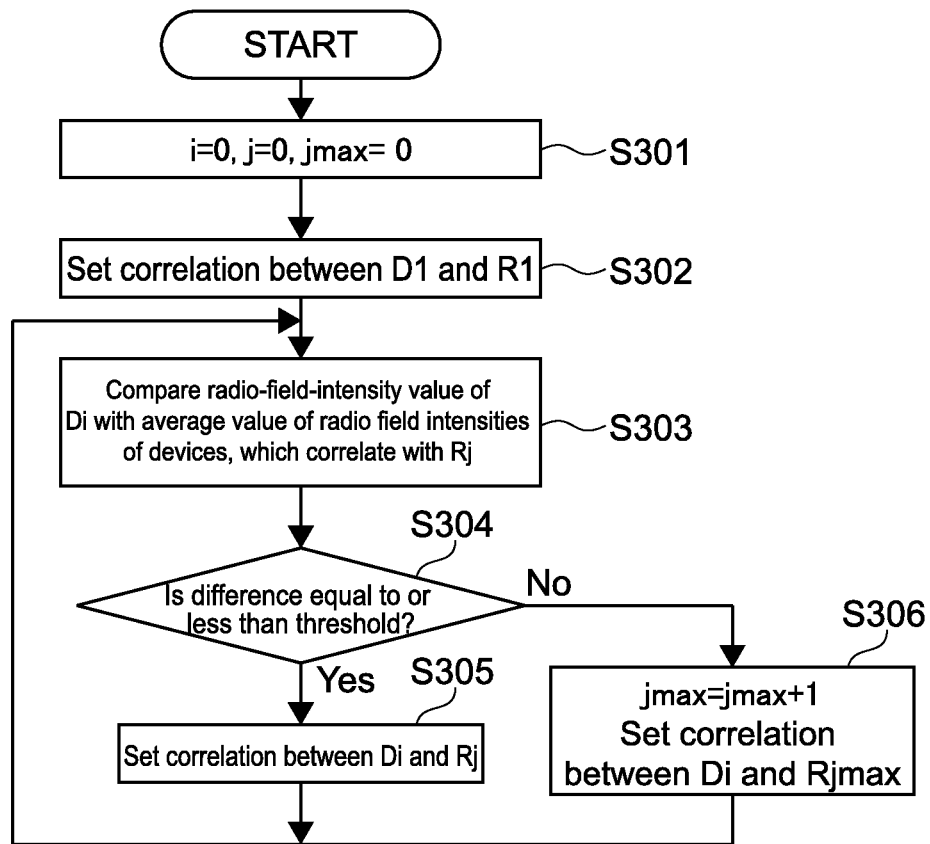 START
i=0, j=0, jmax= 0
S301
Set correlation between D1 and R1
S302
Compare radio-field-intensity value of
Di with average value of radio field intensities
of devices, which correlate with Rj
S303
S304
Is difference equal to or
less than threshold?
No
Yes
S305
Set correlation between Di and Rj
S306
jmax=jmax+1
Set correlation
between Di and Rjmax